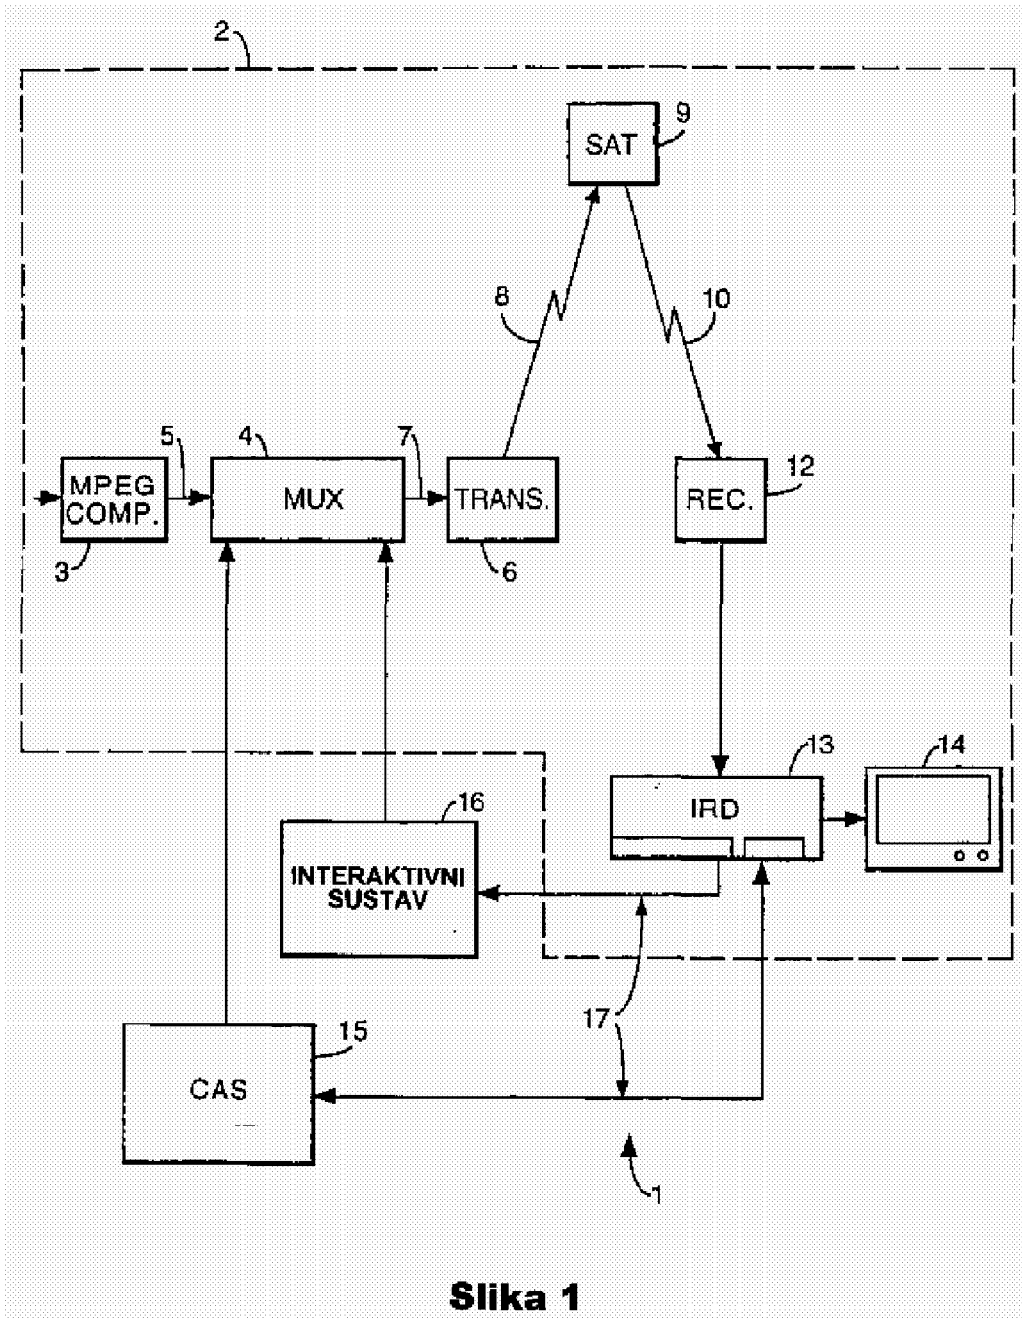 2
SAT
9
8
10
5
4
7
12
MPEG
COMP.
MUX
TRANS.
REC.
3
6
13
14
IRD
16
INTERAKTIVNI
SUSTAV
17
15
CAS
1
Slika 1